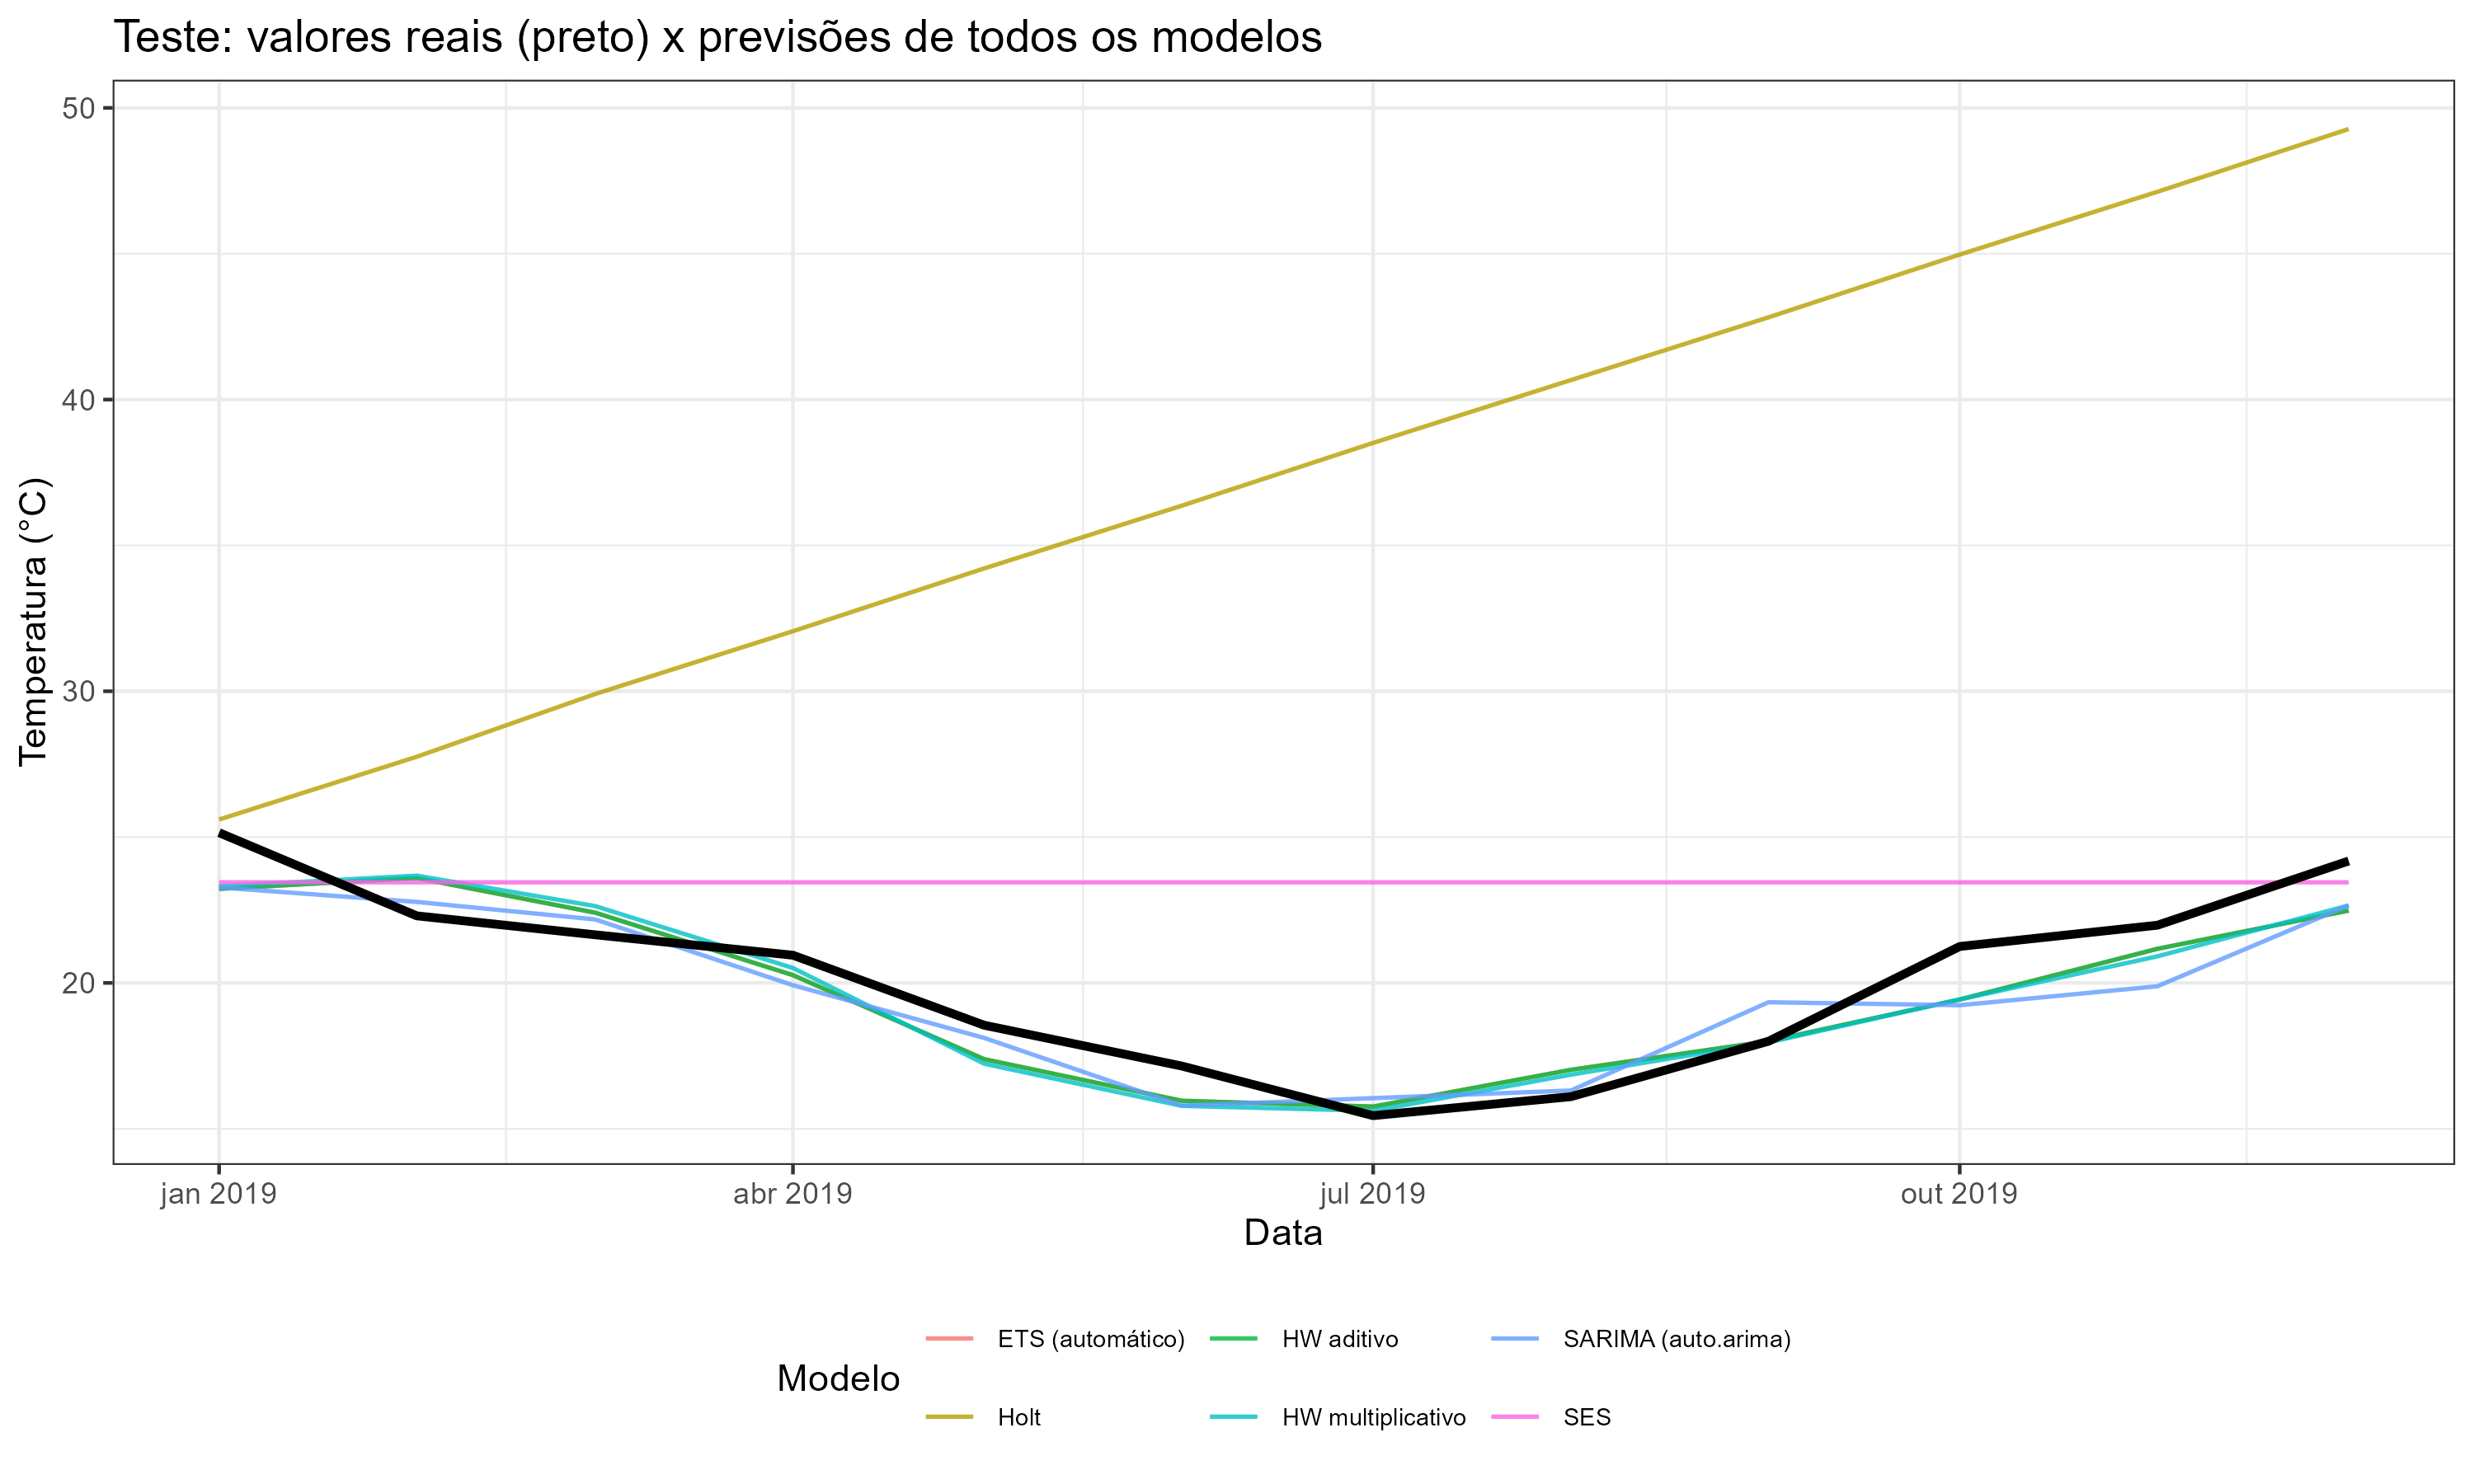 Teste: valores reais (preto) x previsões de todos os modelos
50
40
30
20
Temperatura (°C)
jan 2019 abr 2019 jul 2019 out 2019
Data
Modelo
ETS (automático) HW aditivo SARIMA (auto.arima)
Holt HW multiplicativo SES